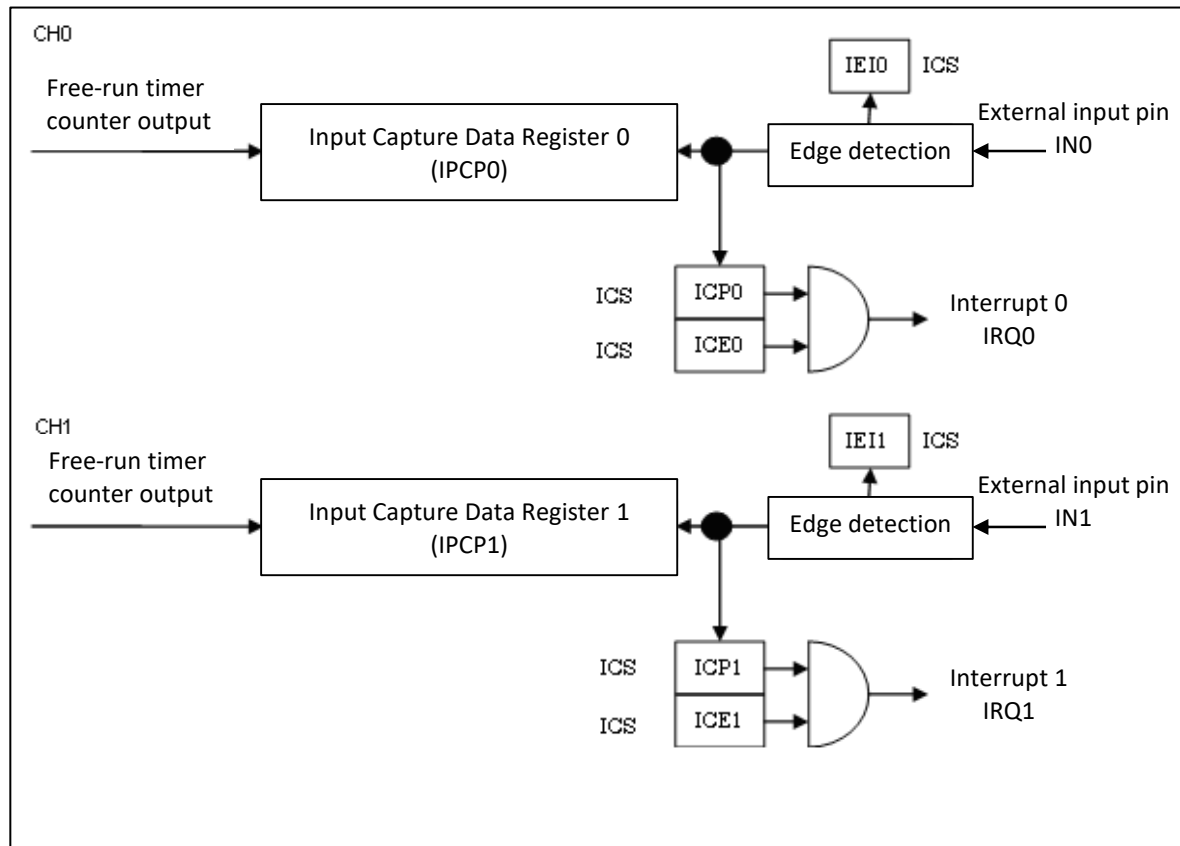 CH0
IEI0 ICS
Free-run timer
counter output
External input pin
IN0
Input Capture Data Register 0
(IPCP0)
Edge detection
ICS ICP0
ICS ICE0
Interrupt 0
IRQ0
CH1
IEI1 ICS
Free-run timer
counter output
External input pin
IN1
Input Capture Data Register 1
(IPCP1)
Edge detection
ICS ICP1
ICS ICE1
Interrupt 1
IRQ1